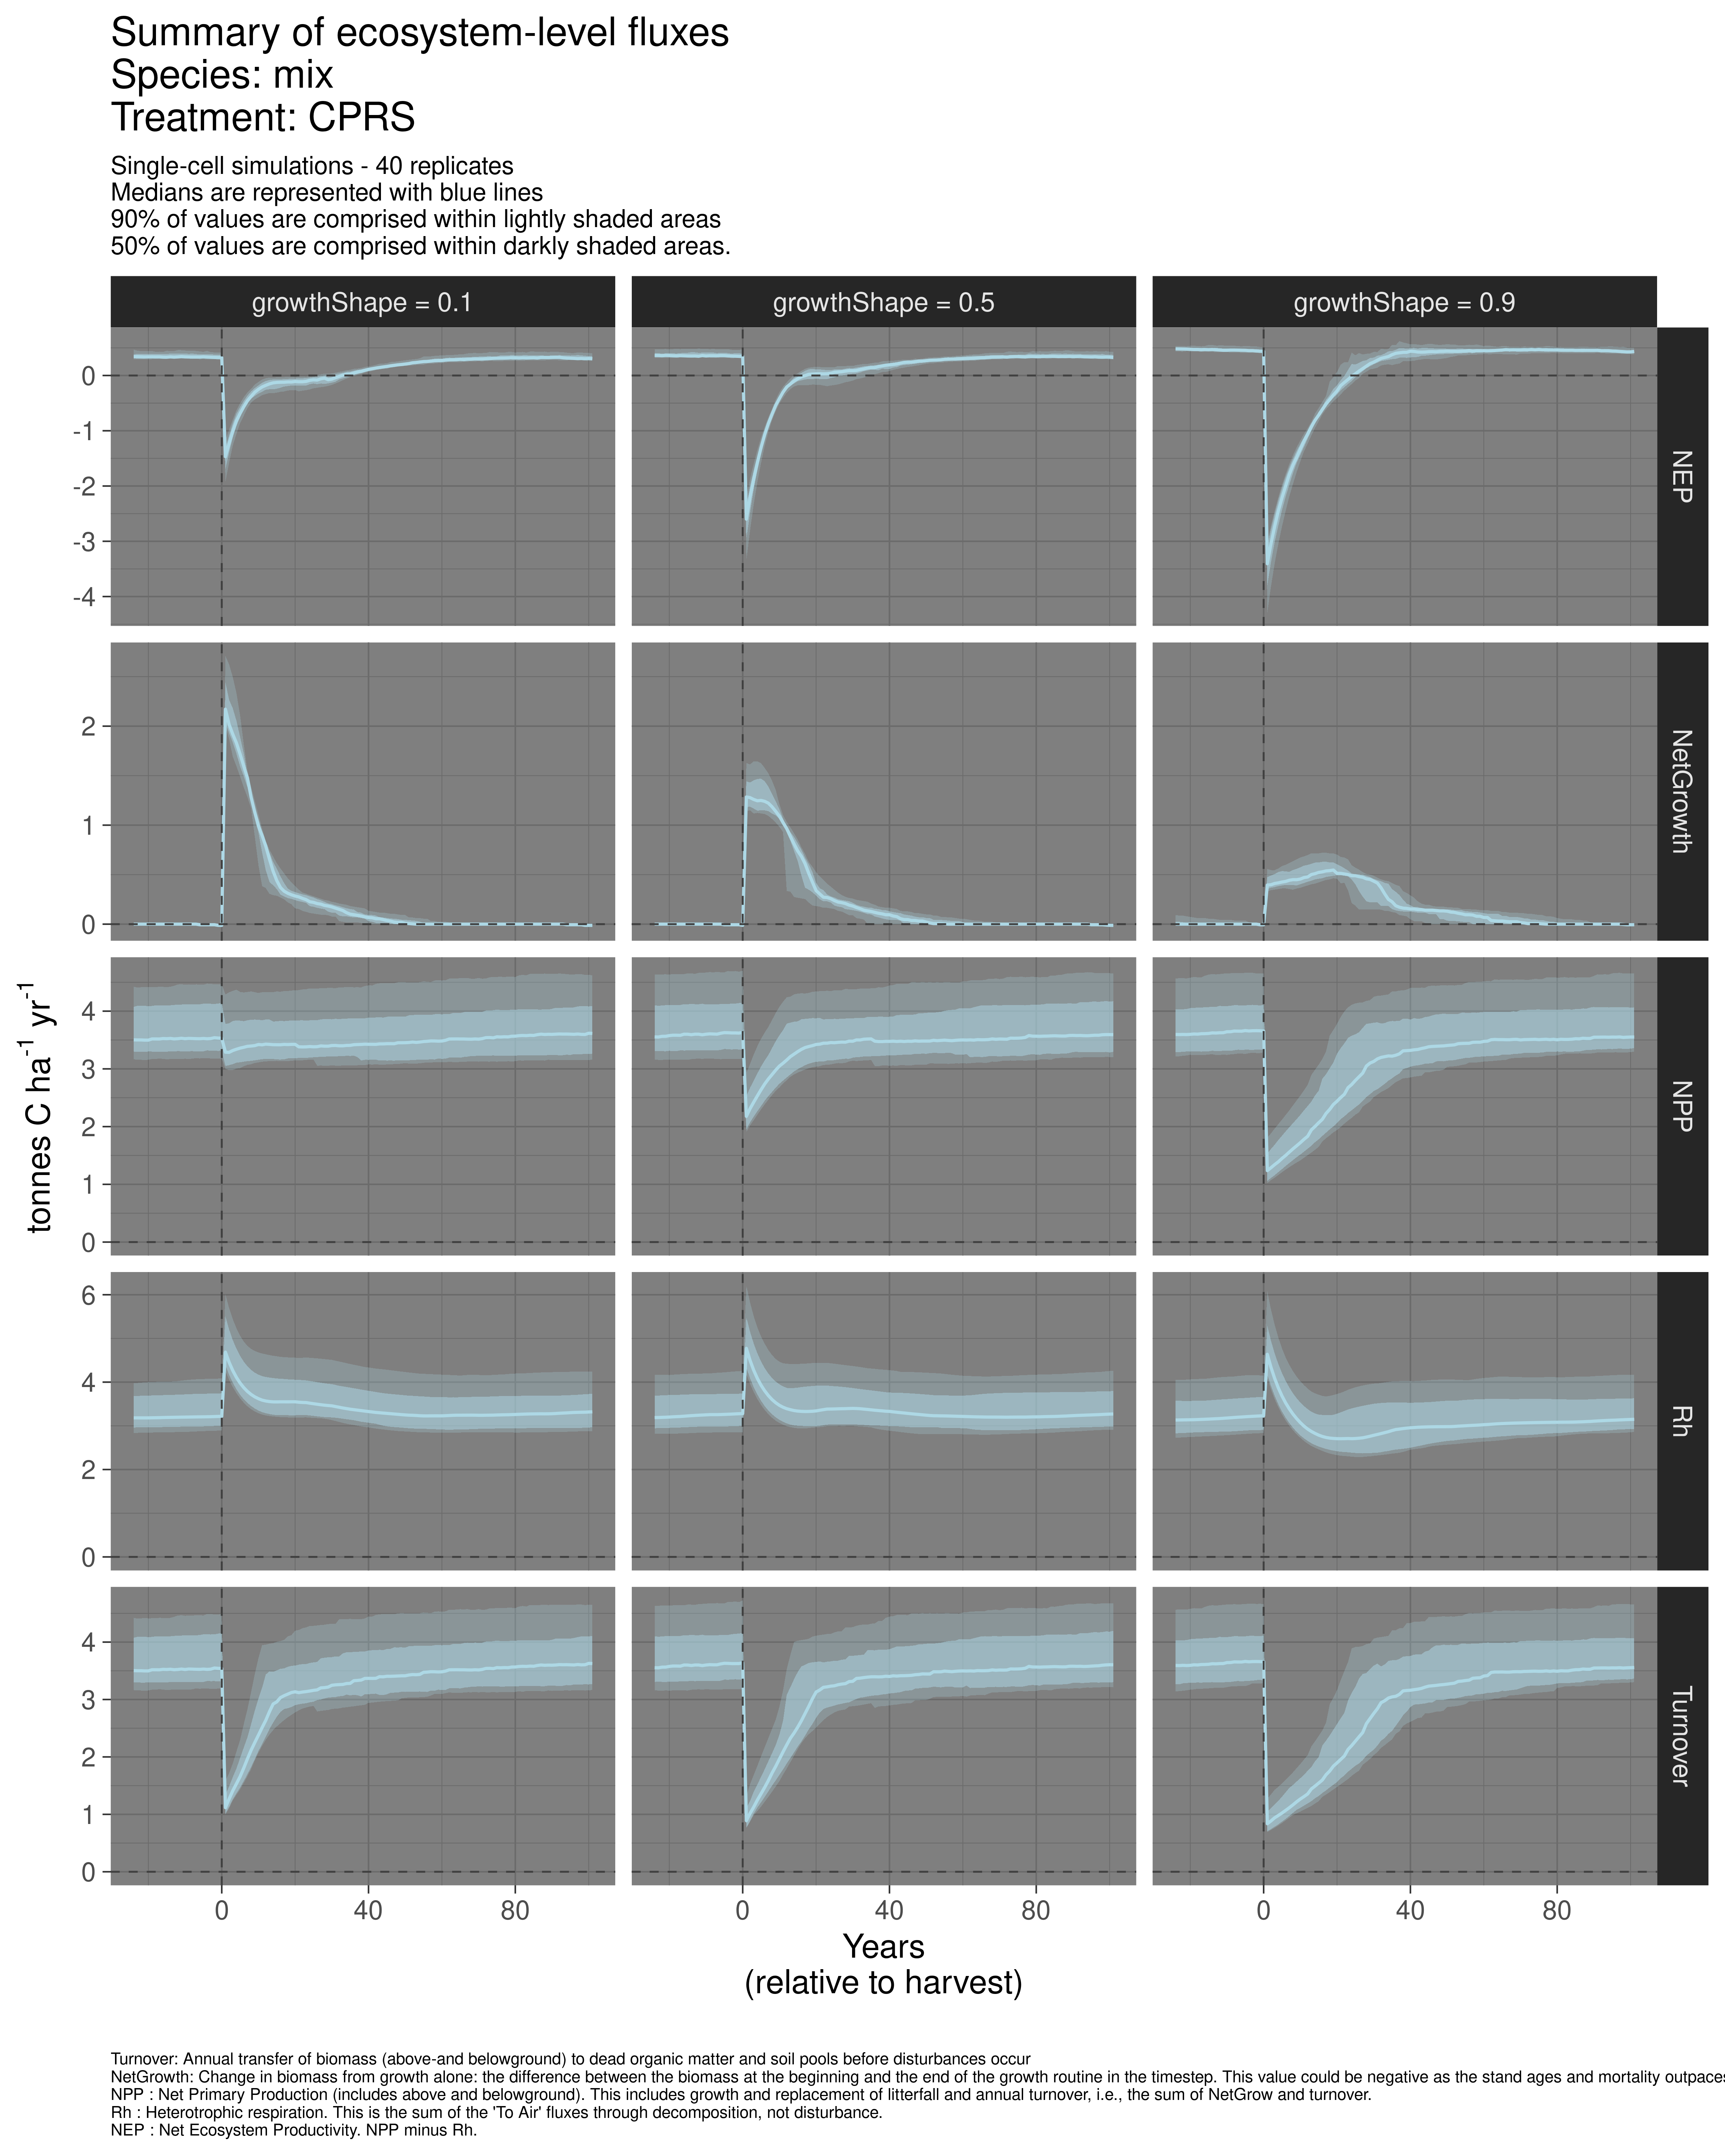 Summary of ecosystem-level fluxes
Species: mix
Treatment: CPRS
Single-cell simulations - 40 replicates
Medians are represented with blue lines
90% of values are comprised within lightly shaded areas
50% of values are comprised within darkly shaded areas.
growthShape = 0.1
growthShape = 0.5
growthShape = 0.9
0
-1
-2
-3
-4
NEP
2
1
0
NetGrowth
4
3
2
1
0
NPP
6
4
2
0
Rh
4
3
2
1
0
Turnover
tonnes C ha-1 yr-1
0 40 80
0 40 80
0 40 80
Years
(relative to harvest)
Turnover: Annual transfer of biomass (above-and belowground) to dead organic matter and soil pools before disturbances occur
NetGrowth: Change in biomass from growth alone: the difference between the biomass at the beginning and the end of the growth routine in the timestep. This value could be negative as the stand ages and mortality outpaces
NPP : Net Primary Production (includes above and belowground). This includes growth and replacement of litterfall and annual turnover, i.e., the sum of NetGrow and turnover.
Rh : Heterotrophic respiration. This is the sum of the 'To Air' fluxes through decomposition, not disturbance.
NEP : Net Ecosystem Productivity. NPP minus Rh.